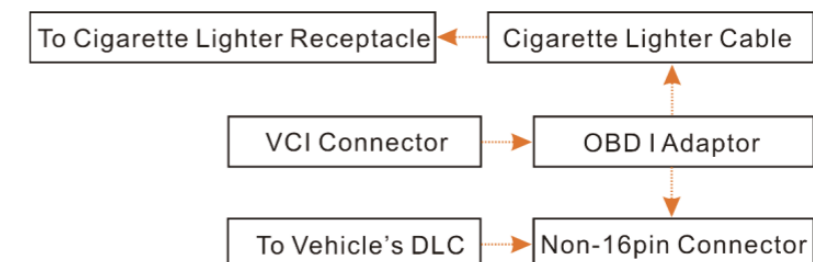 To Cigarette Lighter Receptacle
Cigarette Lighter Cable
VCI Connector
OBD I Adaptor
To Vehicle's DLC
Non-16pin Connector